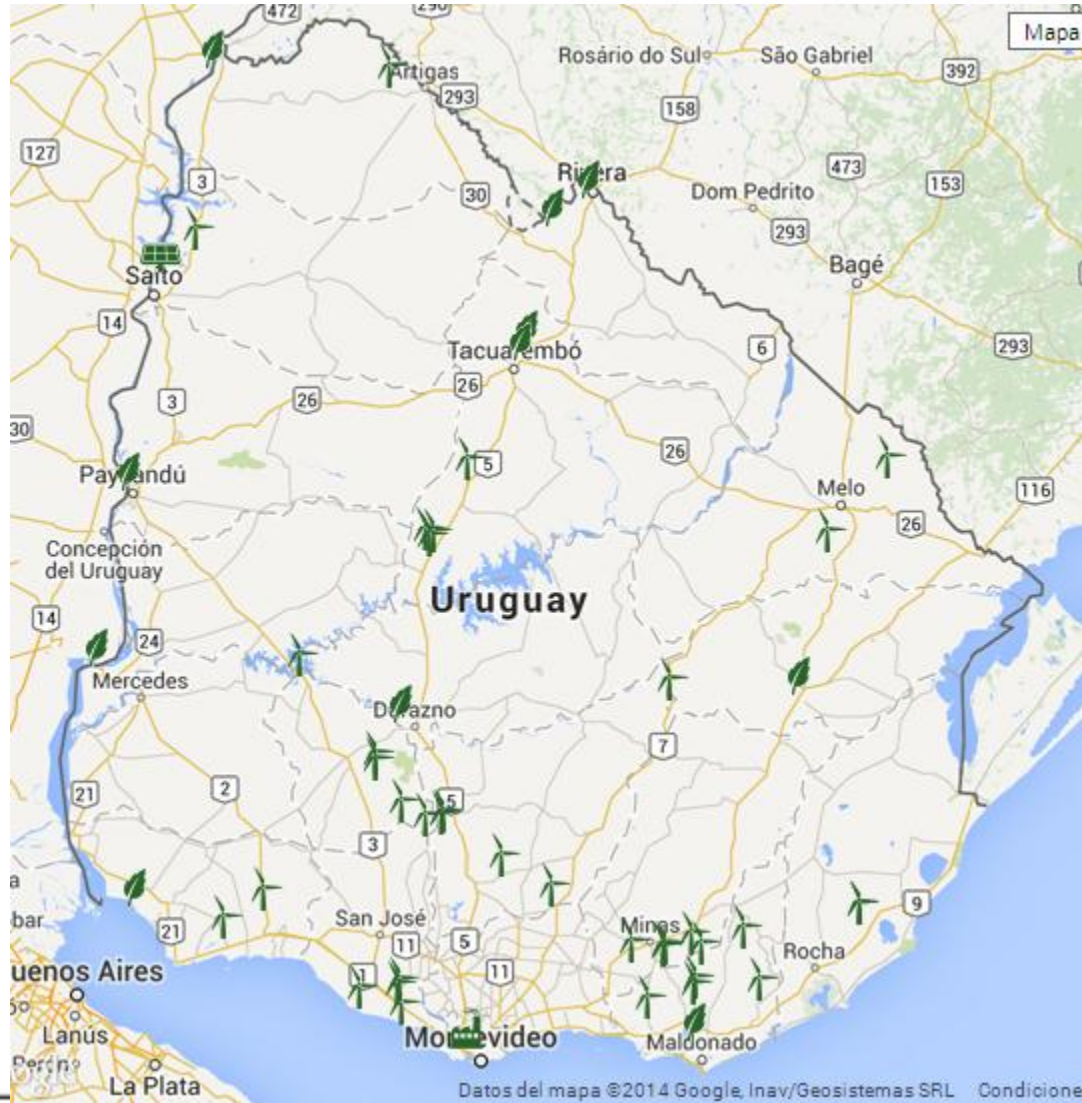 472
290
Mapa
Rosário do Sul
São Gabriel
392
Artigas
293
158
127
3
Rivera
473
153
30
Dom Pedrito
293
Bagé
Salto
14
6
293
Tacuarembó
26
3
26
30
26
5
Paysandú
Melo
116
26
Concepción
del Uruguay
Uruguay
14
24
Mercedes
Durazno
7
21
2
5
3
9
San José
Minas
21
11
5
Rocha
1
11
uenos Aires
Lanús
Montevideo
Maldonado
Perón
La Plata
Datos del mapa ©2014 Google, Inav/Geosistemas SRL Condicione